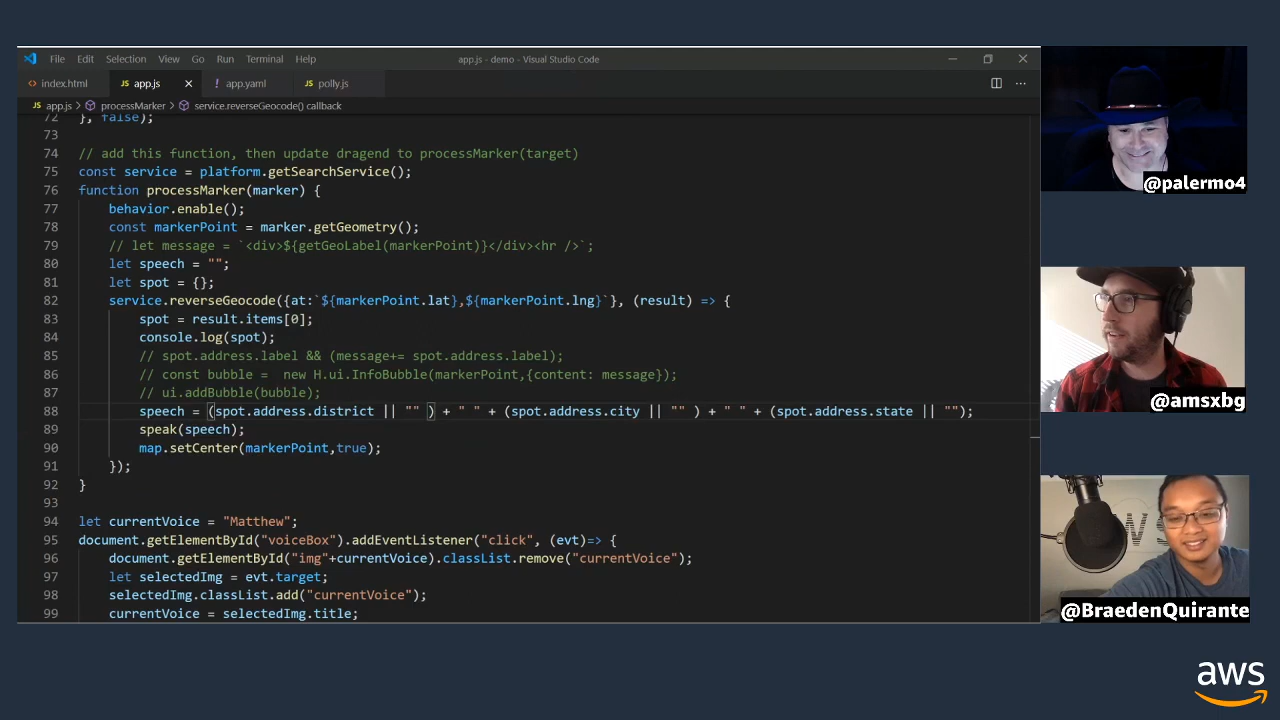 File Edit Selection View Go Run Terminal Help app.js - demo - Visual Studio Code
<> index.html JS app.js × ! app.yaml JS polly.js ...
JS app.js > processMarker > service.reverseGeocode() callback
72 }, false);
73
74 // add this function, then update dragend to processMarker(target)
75 const service = platform.getSearchService();
76 function processMarker(marker) {
77 behavior.enable();
78 const markerPoint = marker.getGeometry();
79 // let message = `<div>${getGeoLabel(markerPoint)}</div><hr />`;
80 let speech = "";
81 let spot = {};
82 service.reverseGeocode({at:`${markerPoint.lat},${markerPoint.lng}`}, (result) => {
83 spot = result.items[0];
84 console.log(spot);
85 // spot.address.label && (message+= spot.address.label);
86 // const bubble =  new H.ui.InfoBubble(markerPoint,{content: message});
87 // ui.addBubble(bubble);
88 speech = (spot.address.district || "" ) + " " + (spot.address.city || "" ) + " " + (spot.address.state || "");
89 speak(speech);
90 map.setCenter(markerPoint,true);
91 });
92 }
93
94 let currentVoice = "Matthew";
95 document.getElementById("voiceBox").addEventListener("click", (evt)=> {
96 document.getElementById("img"+currentVoice).classList.remove("currentVoice");
97 let selectedImg = evt.target;
98 selectedImg.classList.add("currentVoice");
99 currentVoice = selectedImg.title;
@palermo4
@amsxbg
@BraedenQuirante
aws